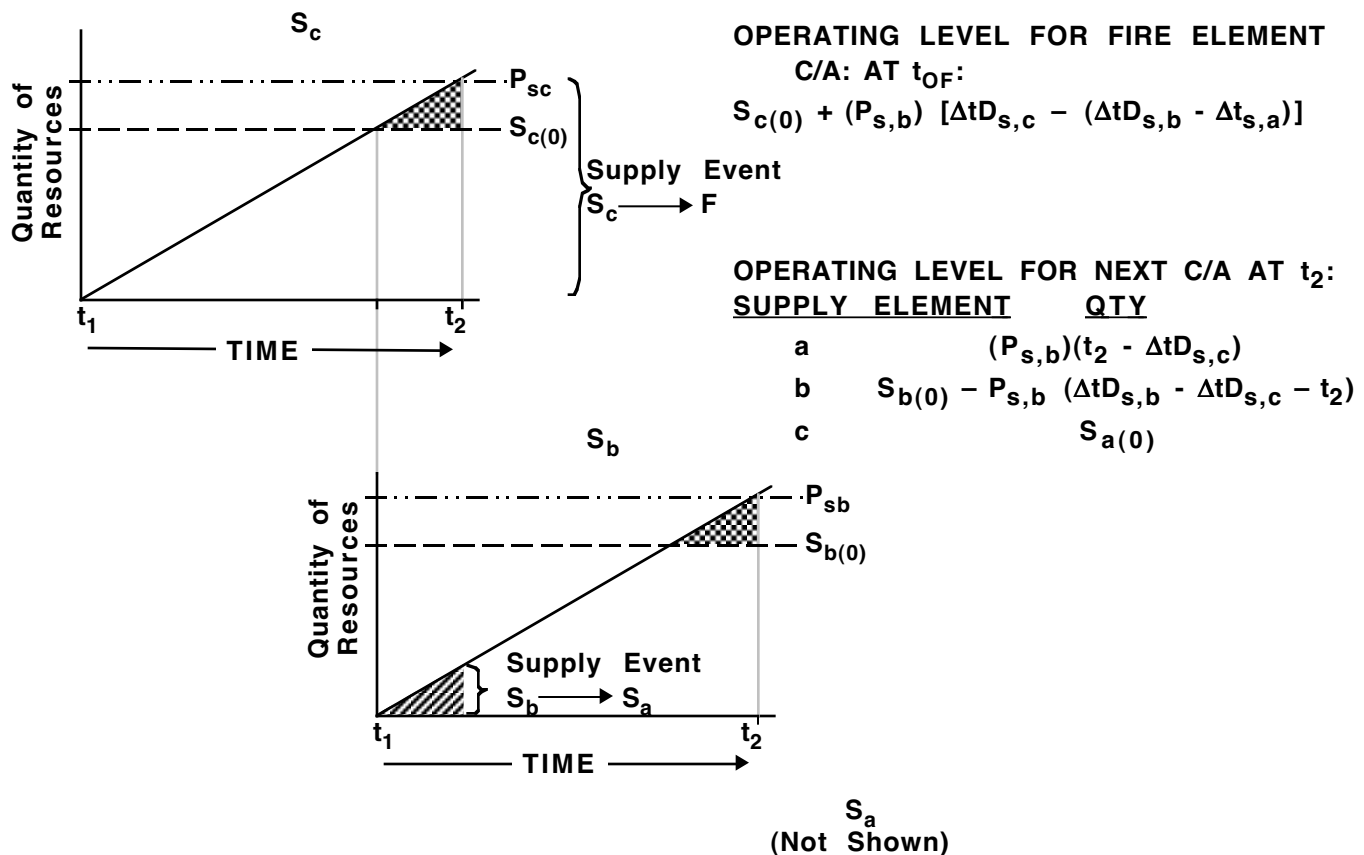 S_c
P_sc
S_c(0)
Quantity of
Resources
Supply Event
S_c → F
t_1
t_2
TIME
OPERATING LEVEL FOR FIRE ELEMENT
C/A: AT t_OF:
S_c(0) + (P_s,b) [ΔtD_s,c – (ΔtD_s,b - Δt_s,a)]
OPERATING LEVEL FOR NEXT C/A AT t_2:
SUPPLY ELEMENT QTY
a (P_s,b)(t_2 - ΔtD_s,c)
b S_b(0) – P_s,b (ΔtD_s,b - ΔtD_s,c – t_2)
c S_a(0)
S_b
P_sb
S_b(0)
Quantity of
Resources
Supply Event
S_b → S_a
t_1
t_2
TIME
S_a
(Not Shown)